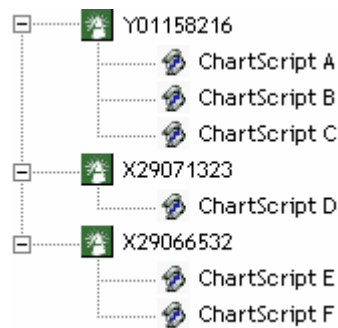 Y01158216
ChartScript A
ChartScript B
ChartScript C
X29071323
ChartScript D
X29066532
ChartScript E
ChartScript F